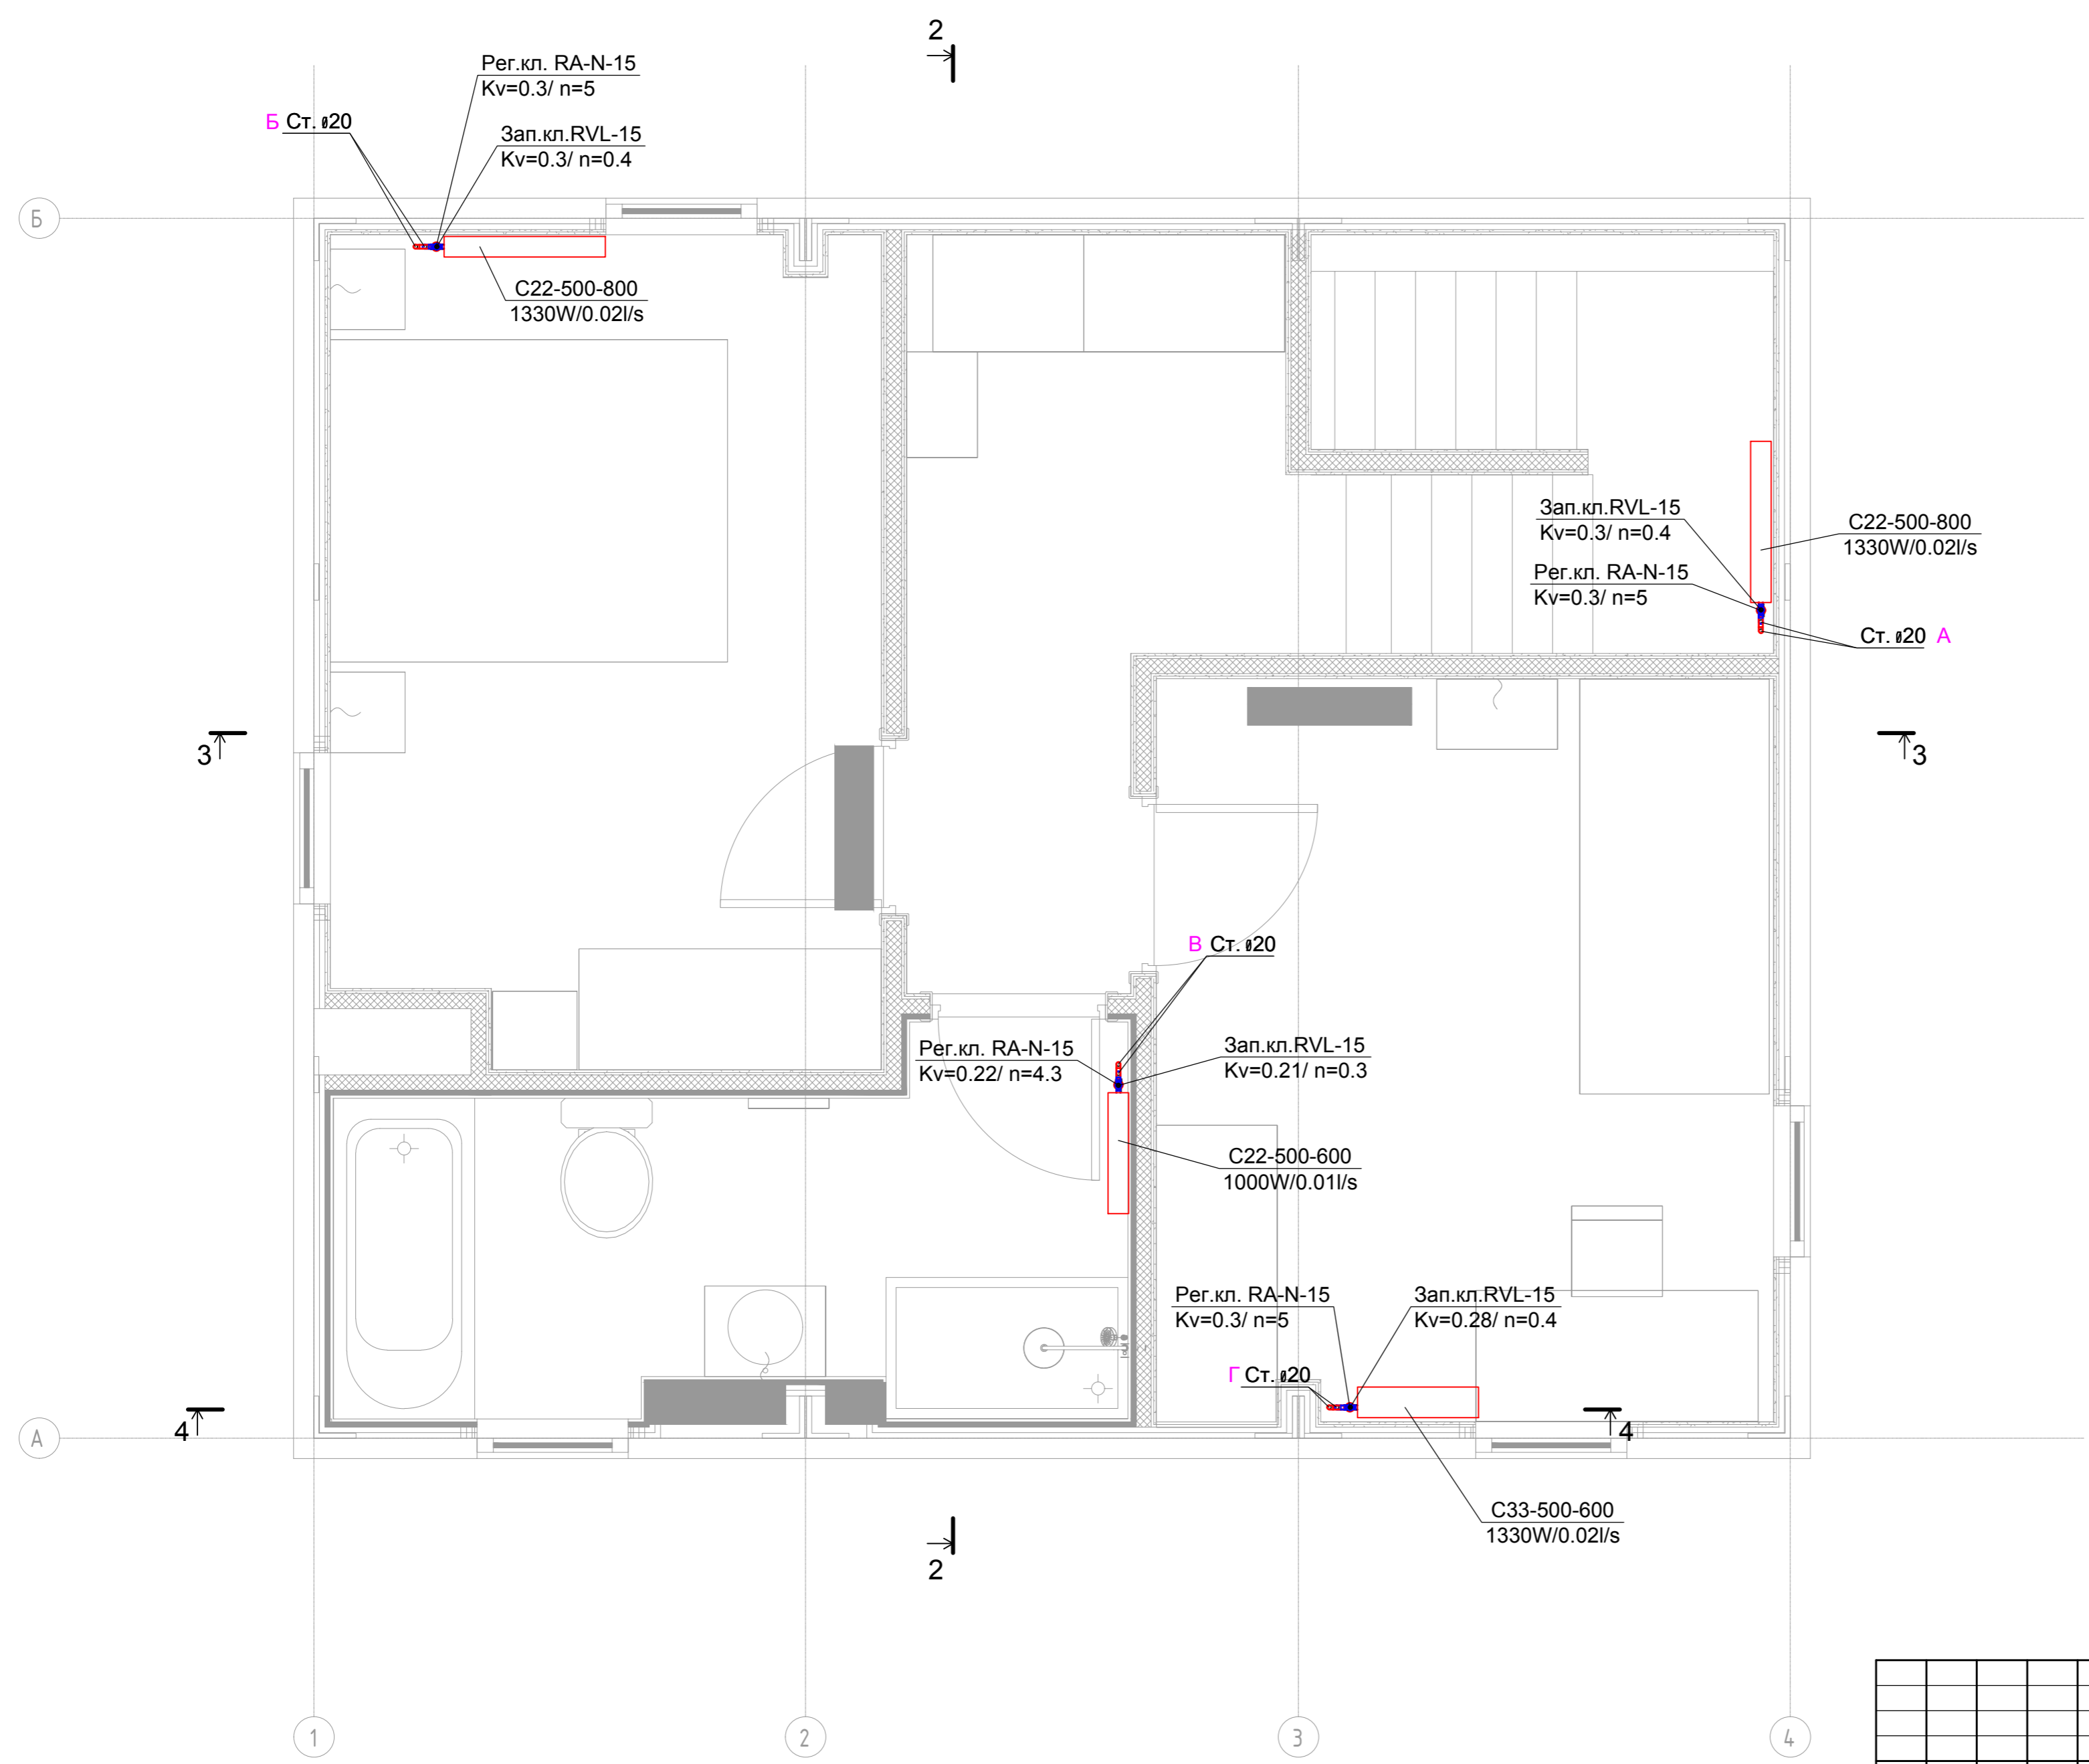 2
Рег.кл. RA-N-15
Kv=0.3/ n=5
Б Ст. ø20
Зап.кл.RVL-15
Kv=0.3/ n=0.4
Б
C22-500-800
1330W/0.02l/s
Зап.кл.RVL-15
Kv=0.3/ n=0.4
C22-500-800
1330W/0.02l/s
Рег.кл. RA-N-15
Kv=0.3/ n=5
Ст. ø20 А
3
3
В Ст. ø20
Рег.кл. RA-N-15
Kv=0.22/ n=4.3
Зап.кл.RVL-15
Kv=0.21/ n=0.3
C22-500-600
1000W/0.01l/s
Рег.кл. RA-N-15
Kv=0.3/ n=5
Зап.кл.RVL-15
Kv=0.28/ n=0.4
Г Ст. ø20
4
4
А
C33-500-600
1330W/0.02l/s
2
1
2
3
4